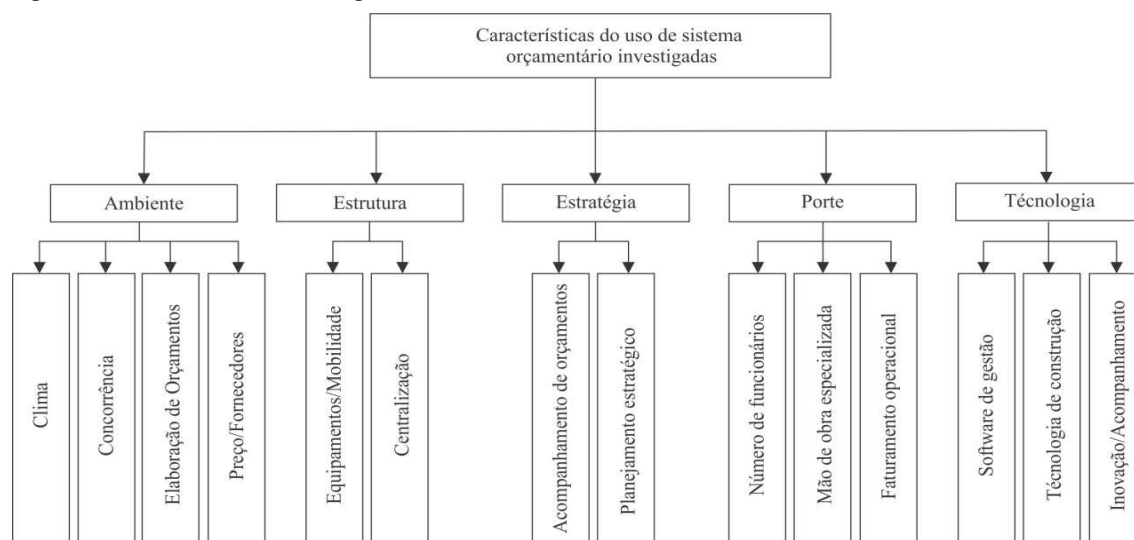 Características do uso de sistema
orçamentário investigadas
Ambiente
Estrutura
Estratégia
Porte
Técnologia
Clima
Concorrência
Elaboração de Orçamentos
Preço/Fornecedores
Equipamentos/Mobilidade
Centralização
Acompanhamento de orçamentos
Planejamento estratégico
Número de funcionários
Mão de obra especializada
Faturamento operacional
Software de gestão
Técnologia de construção
Inovação/Acompanhamento